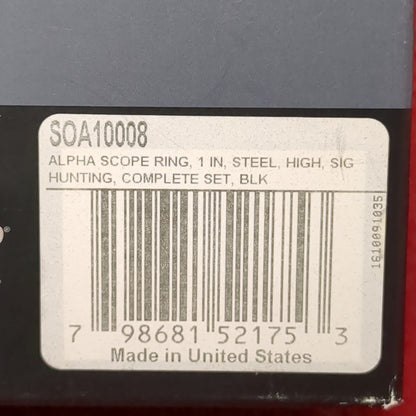 SOA10008
ALPHA SCOPE RING, 1 IN, STEEL, HIGH, SIG
HUNTING, COMPLETE SET, BLK
1610091035
7 98681 52175 3
Made in United States